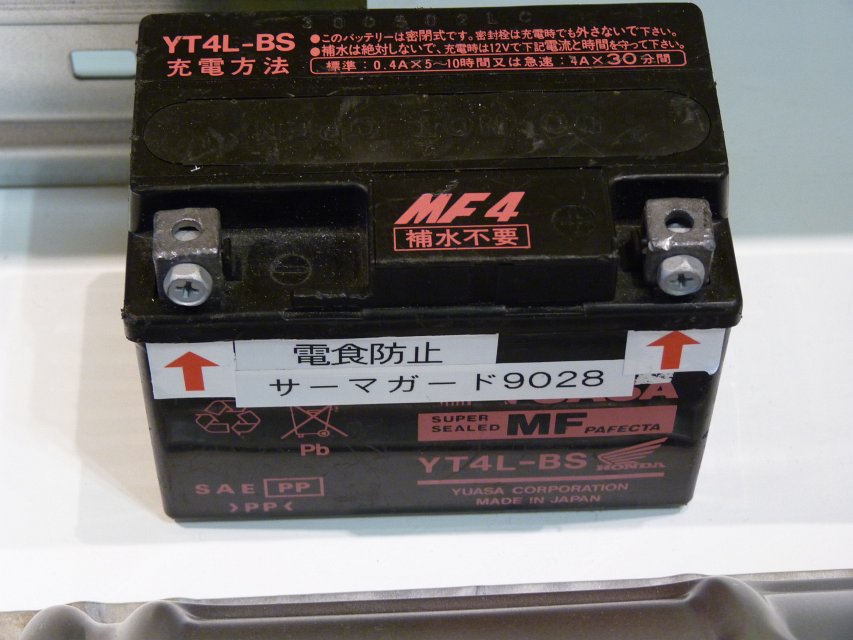 YT4L-BS
充電方法
●このバッテリーは密閉式です。密封栓は充電時でも外さないで下さい。
●補水は絶対しないで、充電時は12Vで下記電流と時間を守って下さい。
標準：0.4A×5～10時間又は急速：4A×30分間
DO NOT OPEN
MF4
補水不要
電食防止
サーマガード9028
YUASA
SUPER SEALED MF PAFECTA
Pb
YT4L-BS HONDA
SAE PP
>PP<
YUASA CORPORATION
MADE IN JAPAN